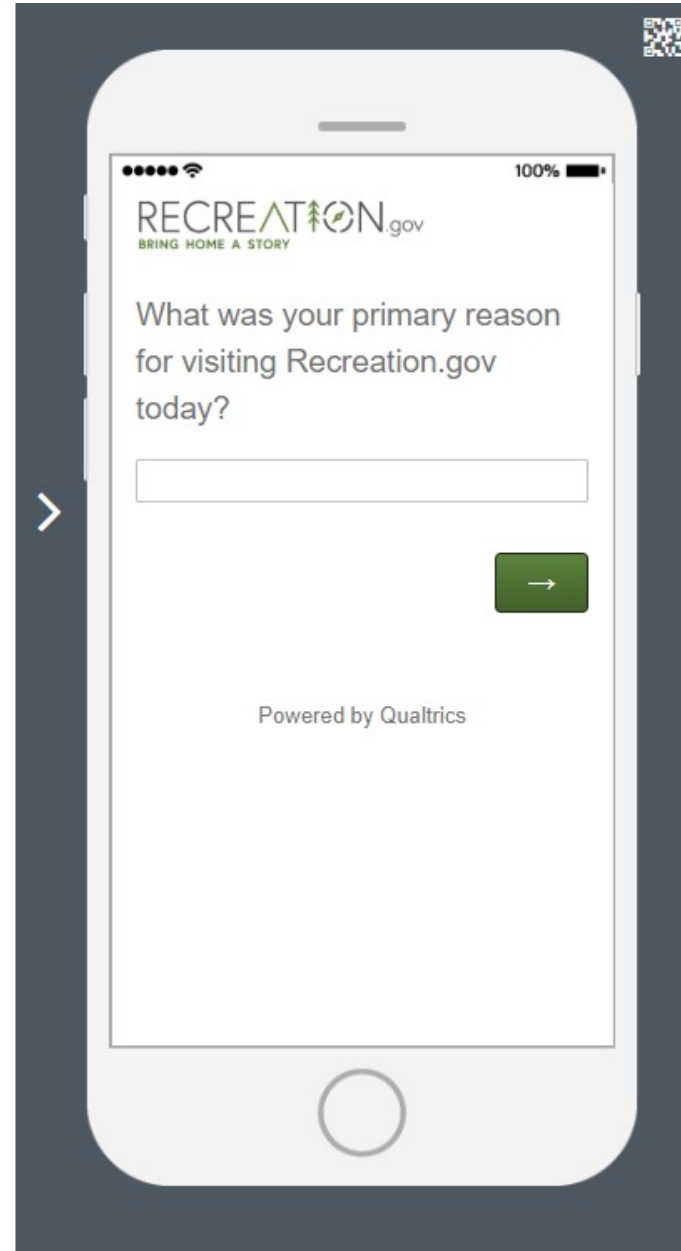 100%
RECREATION.gov
BRING HOME A STORY
What was your primary reason
for visiting Recreation.gov
today?
→
Powered by Qualtrics